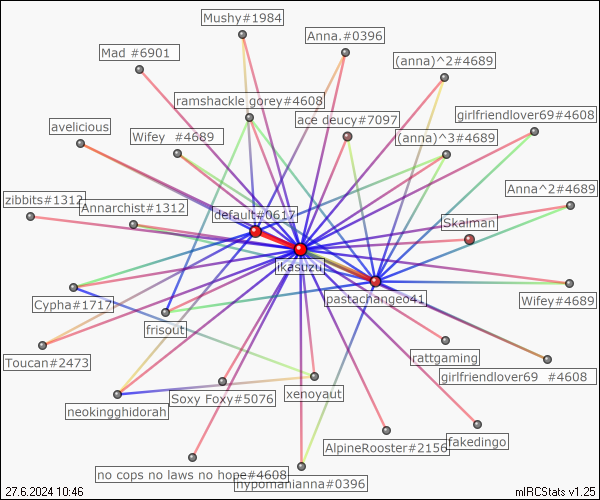 Mushy#1984
Anna.#0396
Mad #6901
(anna)^2#4689
ramshackle gorey#4608
ace deucy#7097
girlfriendlover69#4608
avelicious
Wifey #4689
(anna)^3#4689
zibbits#1312
Annarchist#1312
Anna^2#4689
default#0617
Skalman
ikasuzu
Cypha#1717
pastachangeo41
Wifey#4689
frisout
Toucan#2473
rattgaming
girlfriendlover69 #4608
neokingghidorah
Soxy Foxy#5076
xenoyaut
AlpineRooster#2156
fakedingo
no cops no laws no hope#4608
hypomanianna#0396
27.6.2024 10:46
mIRCStats v1.25